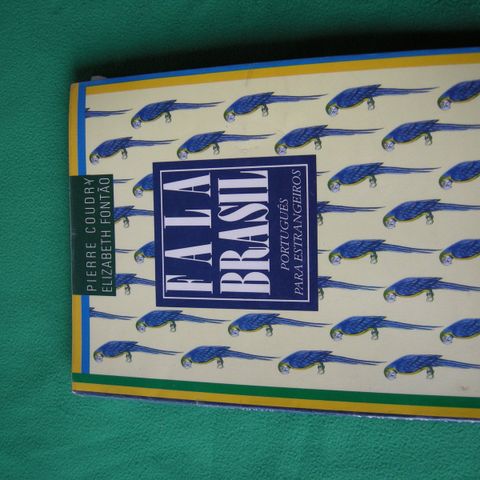 PIERRE COUDRY
ELIZABETH FONTÃO
FALA
BRASIL
PORTUGUÊS
PARA ESTRANGEIROS